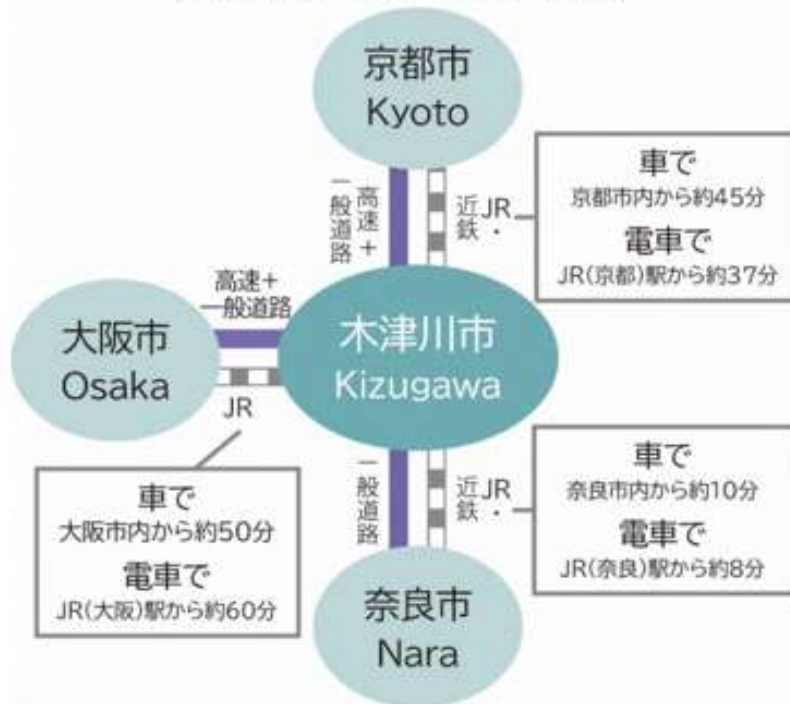 京都市
Kyoto
高速+
一般道路
JR・
近鉄
車で
京都市内から約45分
電車で
JR(京都)駅から約37分
高速+
一般道路
大阪市
Osaka
JR
木津川市
Kizugawa
車で
大阪市内から約50分
電車で
JR(大阪)駅から約60分
一般道路
JR・
近鉄
車で
奈良市内から約10分
電車で
JR(奈良)駅から約8分
奈良市
Nara